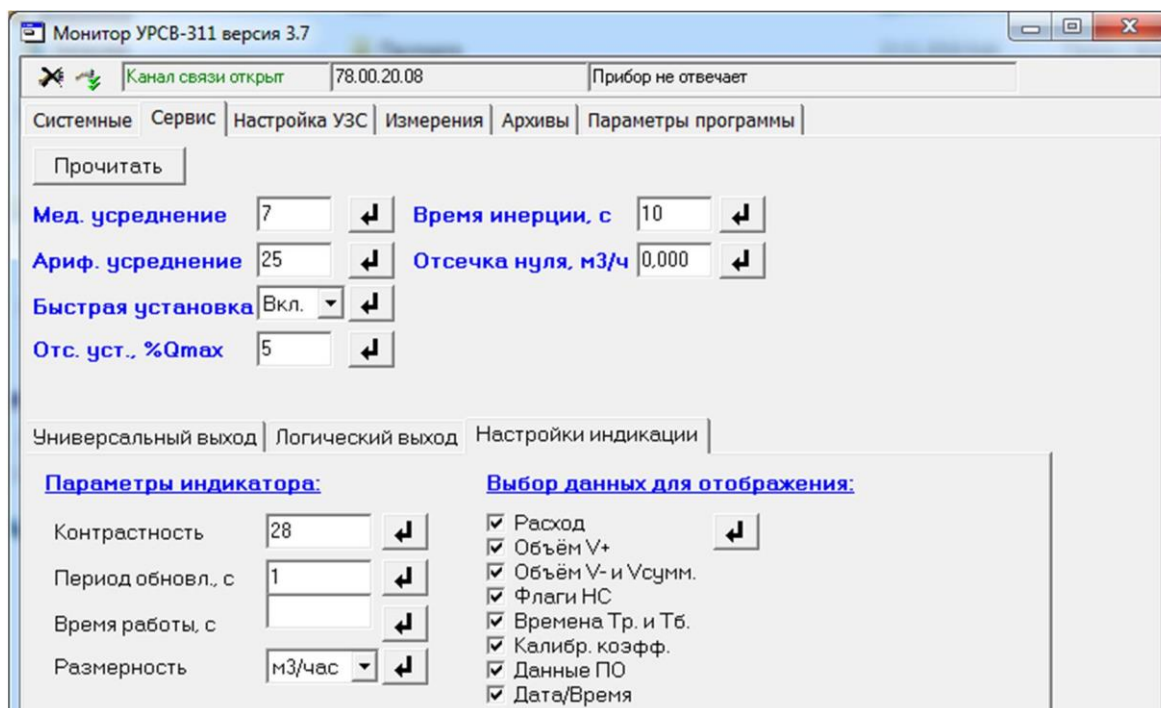 Монитор УРСВ-311 версия 3.7
Канал связи открыт 78.00.20.08 Прибор не отвечает
Системные Сервис Настройка УЗС Измерения Архивы Параметры программы
Прочитать
Мед. усреднение 7 Время инерции, с 10
Ариф. усреднение 25 Отсечка нуля, м3/ч 0,000
Быстрая установка Вкл.
Отс. уст., %Qmax 5
Универсальный выход Логический выход Настройки индикации
Параметры индикатора: Выбор данных для отображения:
Контрастность 28
Период обновл., с 1
Время работы, с
Размерность м3/час
Расход
Объём V+
Объём V- и Vсумм.
Флаги НС
Времена Тр. и Тб.
Калибр. коэфф.
Данные ПО
Дата/Время